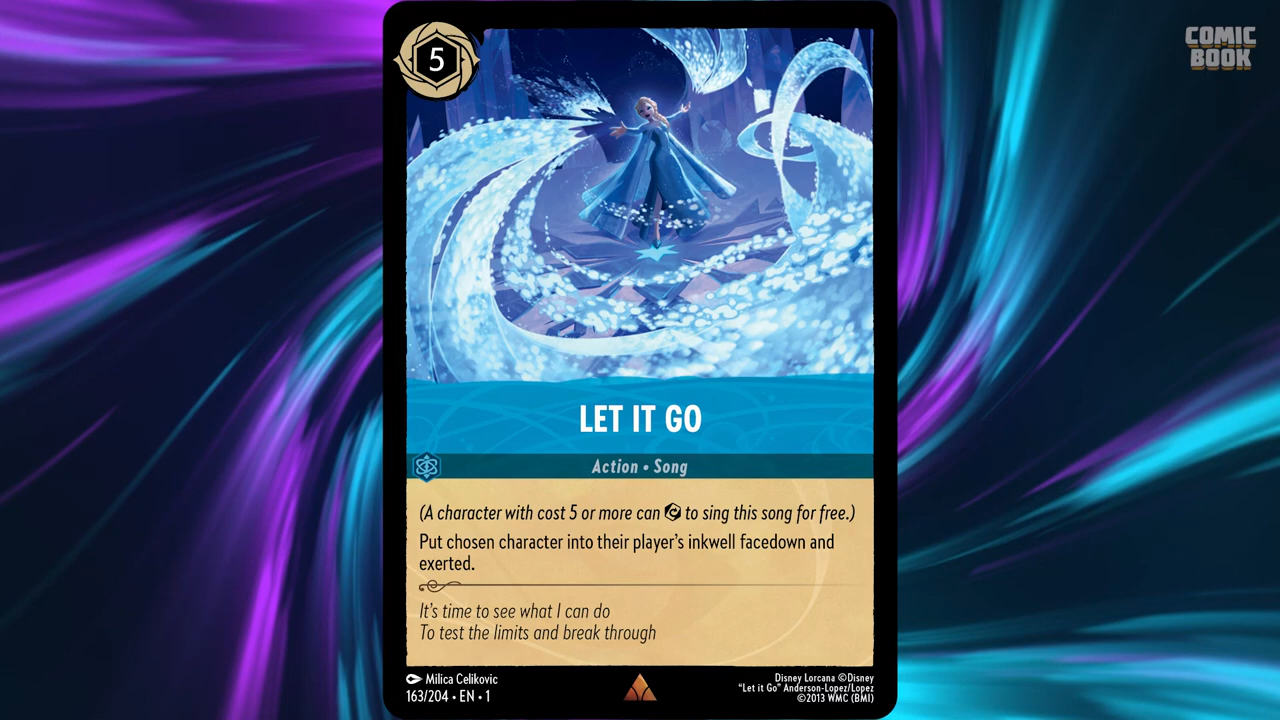 COMIC
BOOK
5
LET IT GO
Action • Song
(A character with cost 5 or more can to sing this song for free.)
Put chosen character into their player's inkwell facedown and
exerted.
It's time to see what I can do
To test the limits and break through
Milica Celikovic
163/204 • EN • 1
Disney Lorcana ©Disney
“Let it Go” Anderson-Lopez/Lopez
©2013 WMC (BMI)